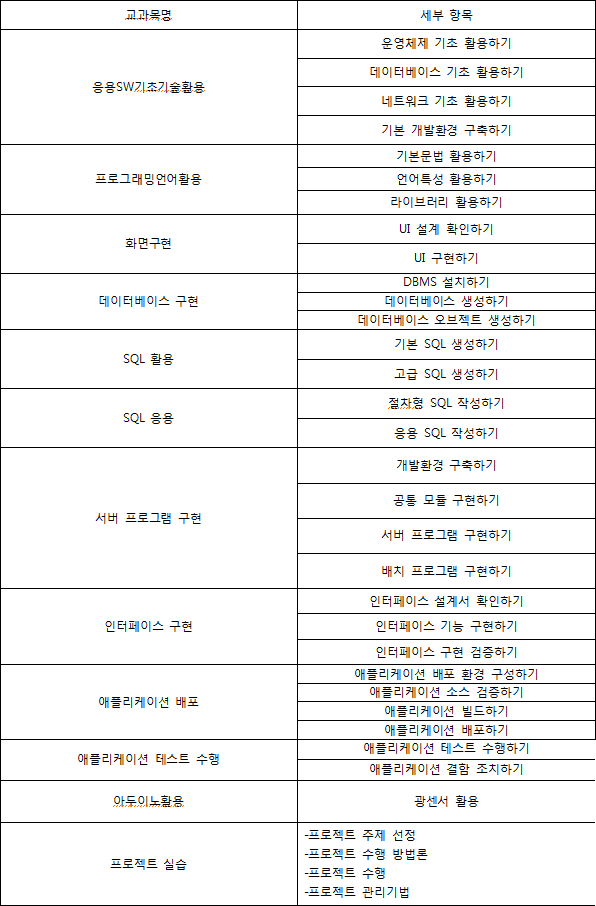 교과목명
세부 항목
응용SW기초기술활용
운영체제 기초 활용하기
데이터베이스 기초 활용하기
네트워크 기초 활용하기
기본 개발환경 구축하기
프로그래밍언어활용
기본문법 활용하기
언어특성 활용하기
라이브러리 활용하기
화면구현
UI 설계 확인하기
UI 구현하기
데이터베이스 구현
DBMS 설치하기
데이터베이스 생성하기
데이터베이스 오브젝트 생성하기
SQL 활용
기본 SQL 생성하기
고급 SQL 생성하기
SQL 응용
절차형 SQL 작성하기
응용 SQL 작성하기
서버 프로그램 구현
개발환경 구축하기
공통 모듈 구현하기
서버 프로그램 구현하기
배치 프로그램 구현하기
인터페이스 구현
인터페이스 설계서 확인하기
인터페이스 기능 구현하기
인터페이스 구현 검증하기
애플리케이션 배포
애플리케이션 배포 환경 구성하기
애플리케이션 소스 검증하기
애플리케이션 빌드하기
애플리케이션 배포하기
애플리케이션 테스트 수행
애플리케이션 테스트 수행하기
애플리케이션 결함 조치하기
아두이노활용
광센서 활용
프로젝트 실습
-프로젝트 주제 선정
-프로젝트 수행 방법론
-프로젝트 수행
-프로젝트 관리기법